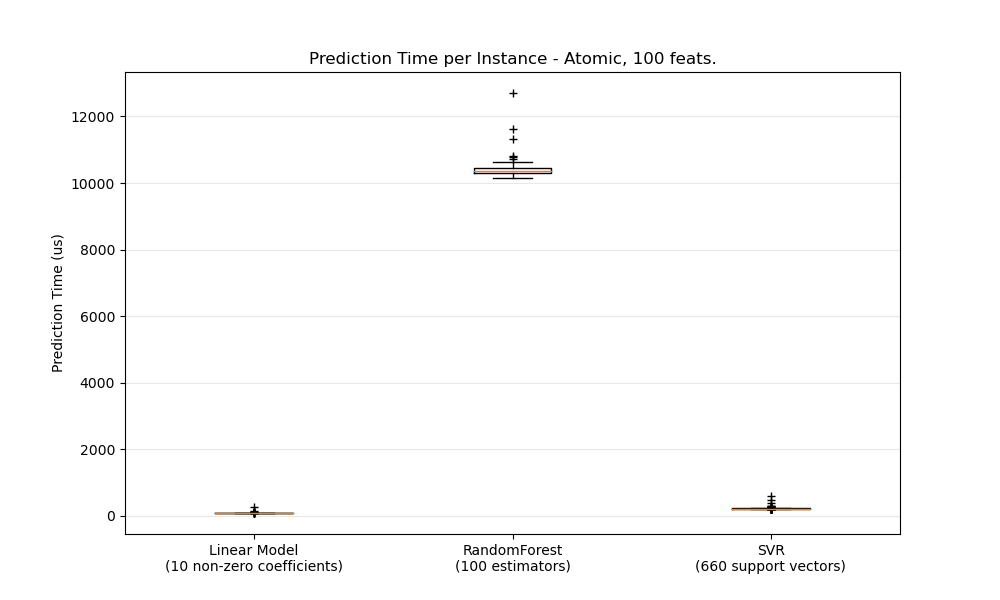 Prediction Time per Instance - Atomic, 100 feats.
Prediction Time (us)
12000
10000
8000
6000
4000
2000
0
Linear Model
(10 non-zero coefficients)
RandomForest
(100 estimators)
SVR
(660 support vectors)